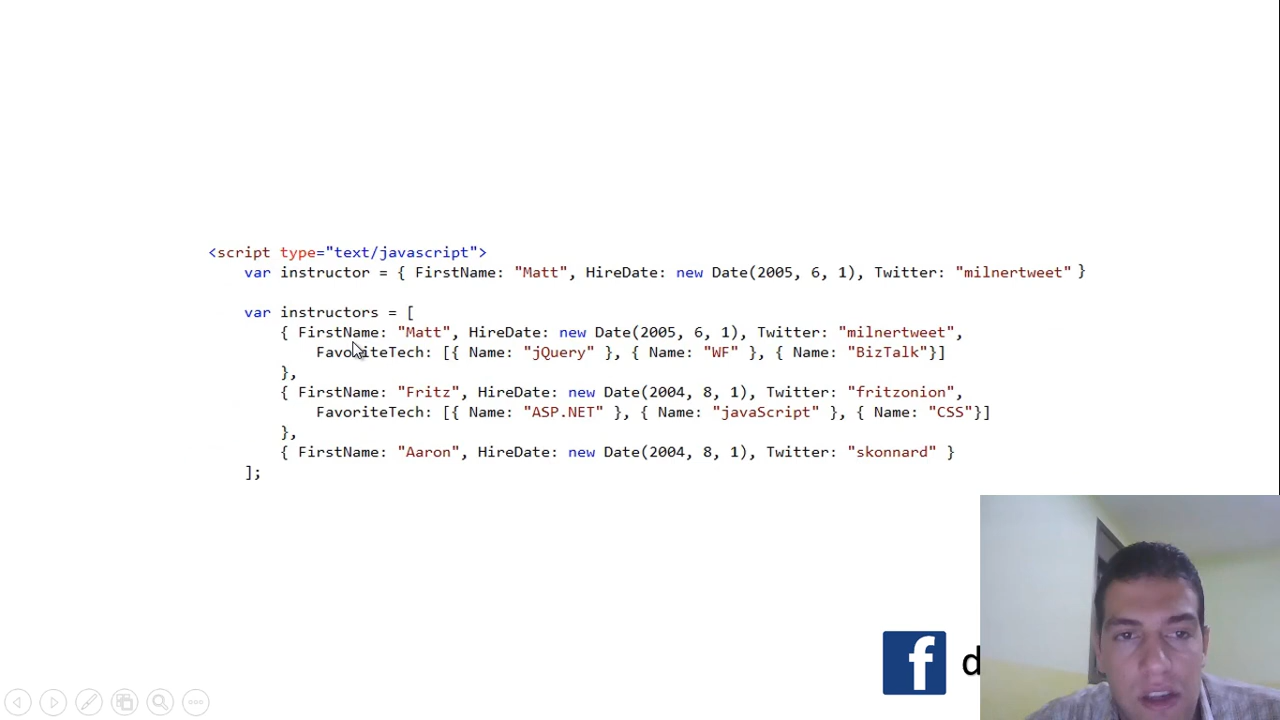 <script type="text/javascript">
var instructor = { FirstName: "Matt", HireDate: new Date(2005, 6, 1), Twitter: "milnertweet" }
var instructors = [
{ FirstName: "Matt", HireDate: new Date(2005, 6, 1), Twitter: "milnertweet",
FavoriteTech: [{ Name: "jQuery" }, { Name: "WF" }, { Name: "BizTalk"}]
},
{ FirstName: "Fritz", HireDate: new Date(2004, 8, 1), Twitter: "fritzonion",
FavoriteTech: [{ Name: "ASP.NET" }, { Name: "javaScript" }, { Name: "CSS"}]
},
{ FirstName: "Aaron", HireDate: new Date(2004, 8, 1), Twitter: "skonnard" }
];
f d